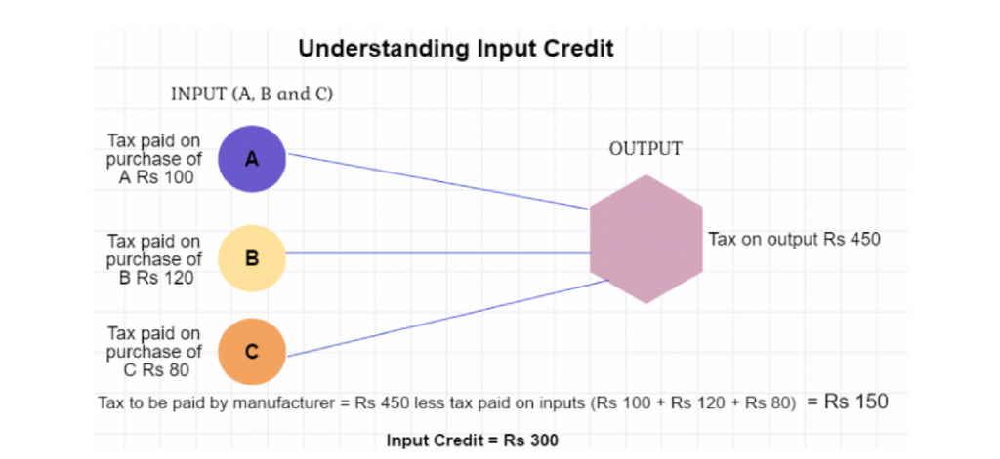 Understanding Input Credit
INPUT (A, B and C)
Tax paid on
purchase of
A Rs 100
A
OUTPUT
Tax paid on
purchase of
B Rs 120
B
Tax on output Rs 450
Tax paid on
purchase of
C Rs 80
C
Tax to be paid by manufacturer = Rs 450 less tax paid on inputs (Rs 100 + Rs 120 + Rs 80) = Rs 150
Input Credit = Rs 300